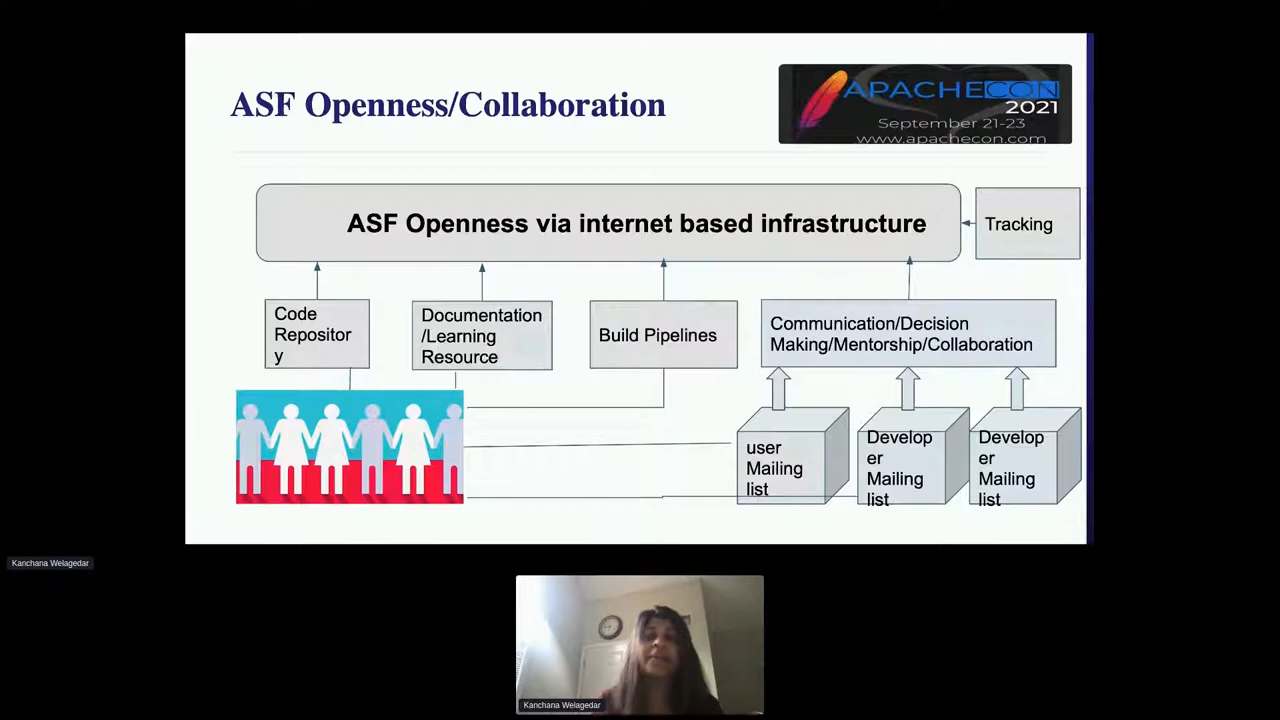 ASF Openness/Collaboration
APACHECON
2021
September 21-23
www.apachecon.com
ASF Openness via internet based infrastructure
Tracking
Code
Repositor
y
Documentation
/Learning
Resource
Build Pipelines
Communication/Decision
Making/Mentorship/Collaboration
user
Mailing
list
Develop
er
Mailing
list
Develop
er
Mailing
list
Kanchana Welagedar
Kanchana Welagedar